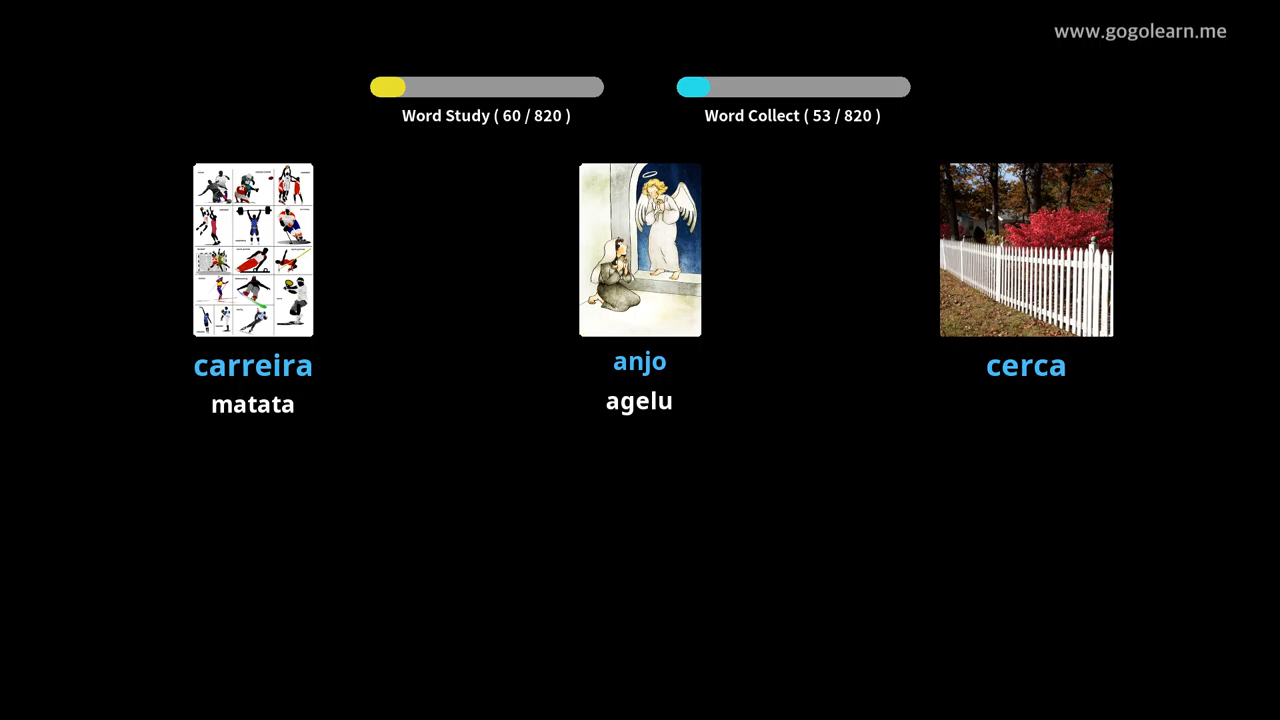 www.gogolearn.me
Word Study ( 60 / 820 )
Word Collect ( 53 / 820 )
carreira
anjo
cerca
matata
agelu